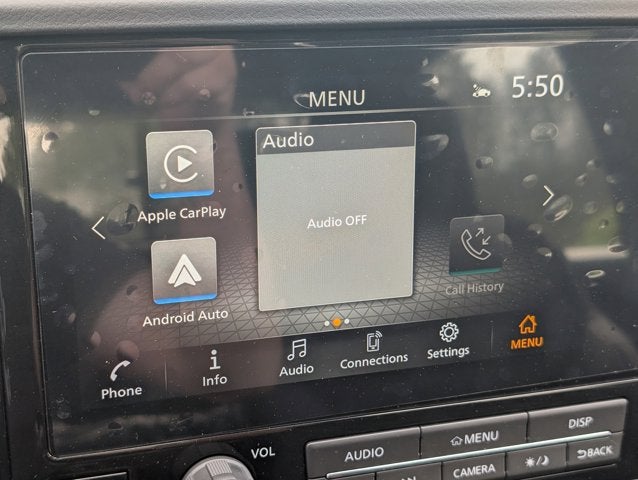 MENU
5:50
Audio
Audio OFF
Apple CarPlay
Android Auto
Call History
Phone
Info
Audio
Connections
Settings
MENU
VOL
AUDIO
MENU
DISP
CAMERA
BACK